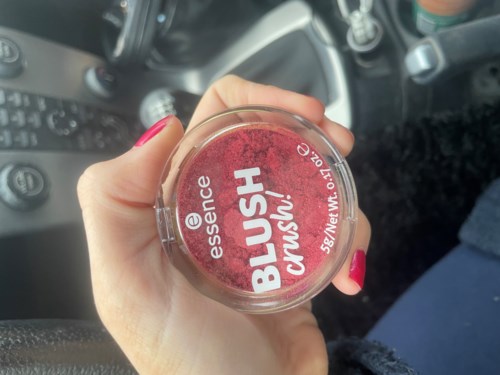 e
essence
BLUSH
crush!
5g/Net Wt. 0.17 oz. e